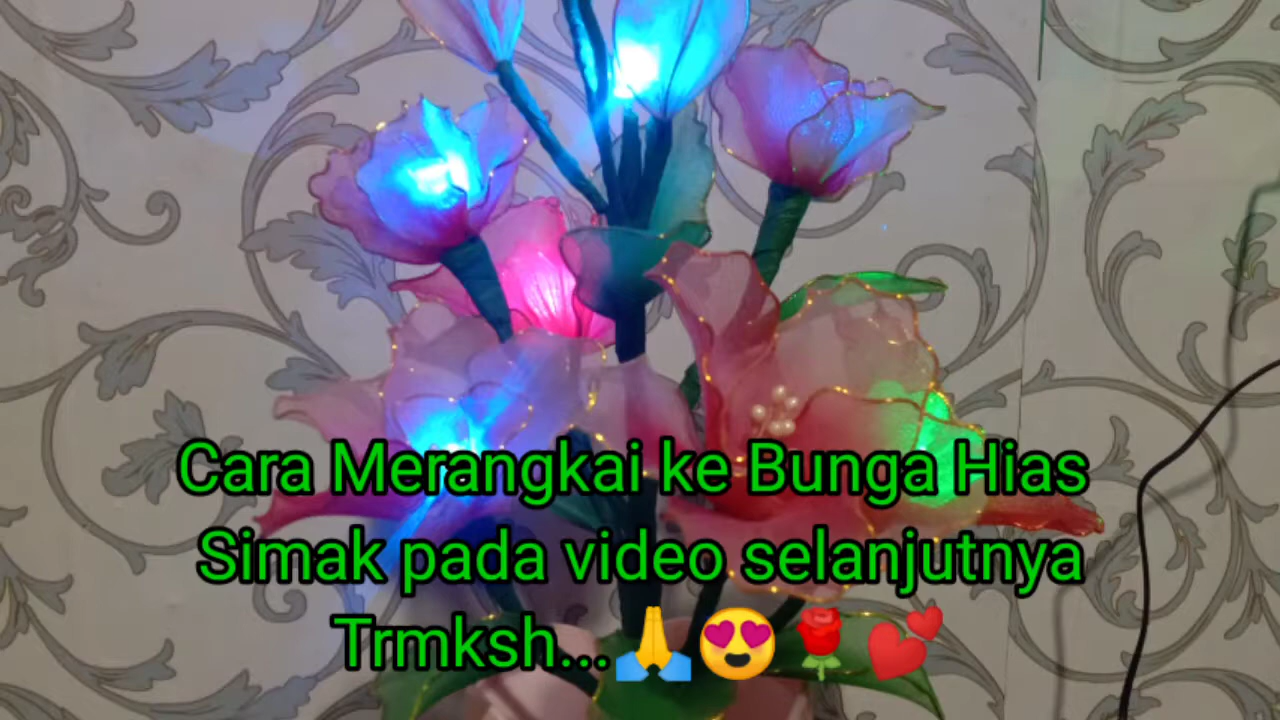 Cara Merangkai ke Bunga Hias
Simak pada video selanjutnya
Trmksh...🙏😍🌹💕